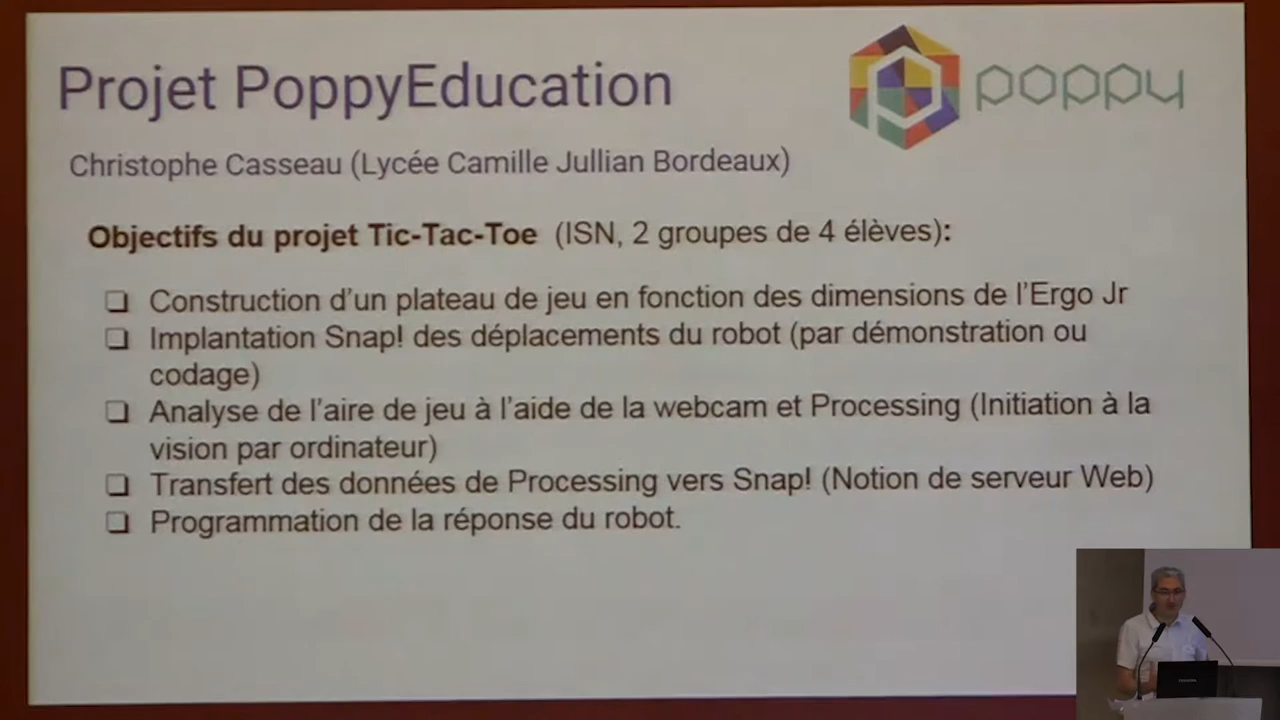 Projet PoppyEducation
poppy
Christophe Casseau (Lycée Camille Jullian Bordeaux)
Objectifs du projet Tic-Tac-Toe (ISN, 2 groupes de 4 élèves):
❑ Construction d'un plateau de jeu en fonction des dimensions de l'Ergo Jr
❑ Implantation Snap! des déplacements du robot (par démonstration ou
codage)
❑ Analyse de l'aire de jeu à l'aide de la webcam et Processing (Initiation à la
vision par ordinateur)
❑ Transfert des données de Processing vers Snap! (Notion de serveur Web)
❑ Programmation de la réponse du robot.